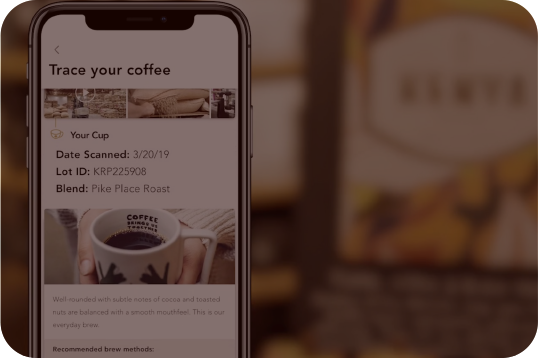 Trace your coffee
Your Cup
Date Scanned: 3/20/19
Lot ID: KRP225908
Blend: Pike Place Roast
COFFEE
BRINGS US
TOGETHER
Well-rounded with subtle notes of cocoa and toasted
nuts are balanced with a smooth mouthfeel. This is our
everyday brew.
Recommended brew methods: